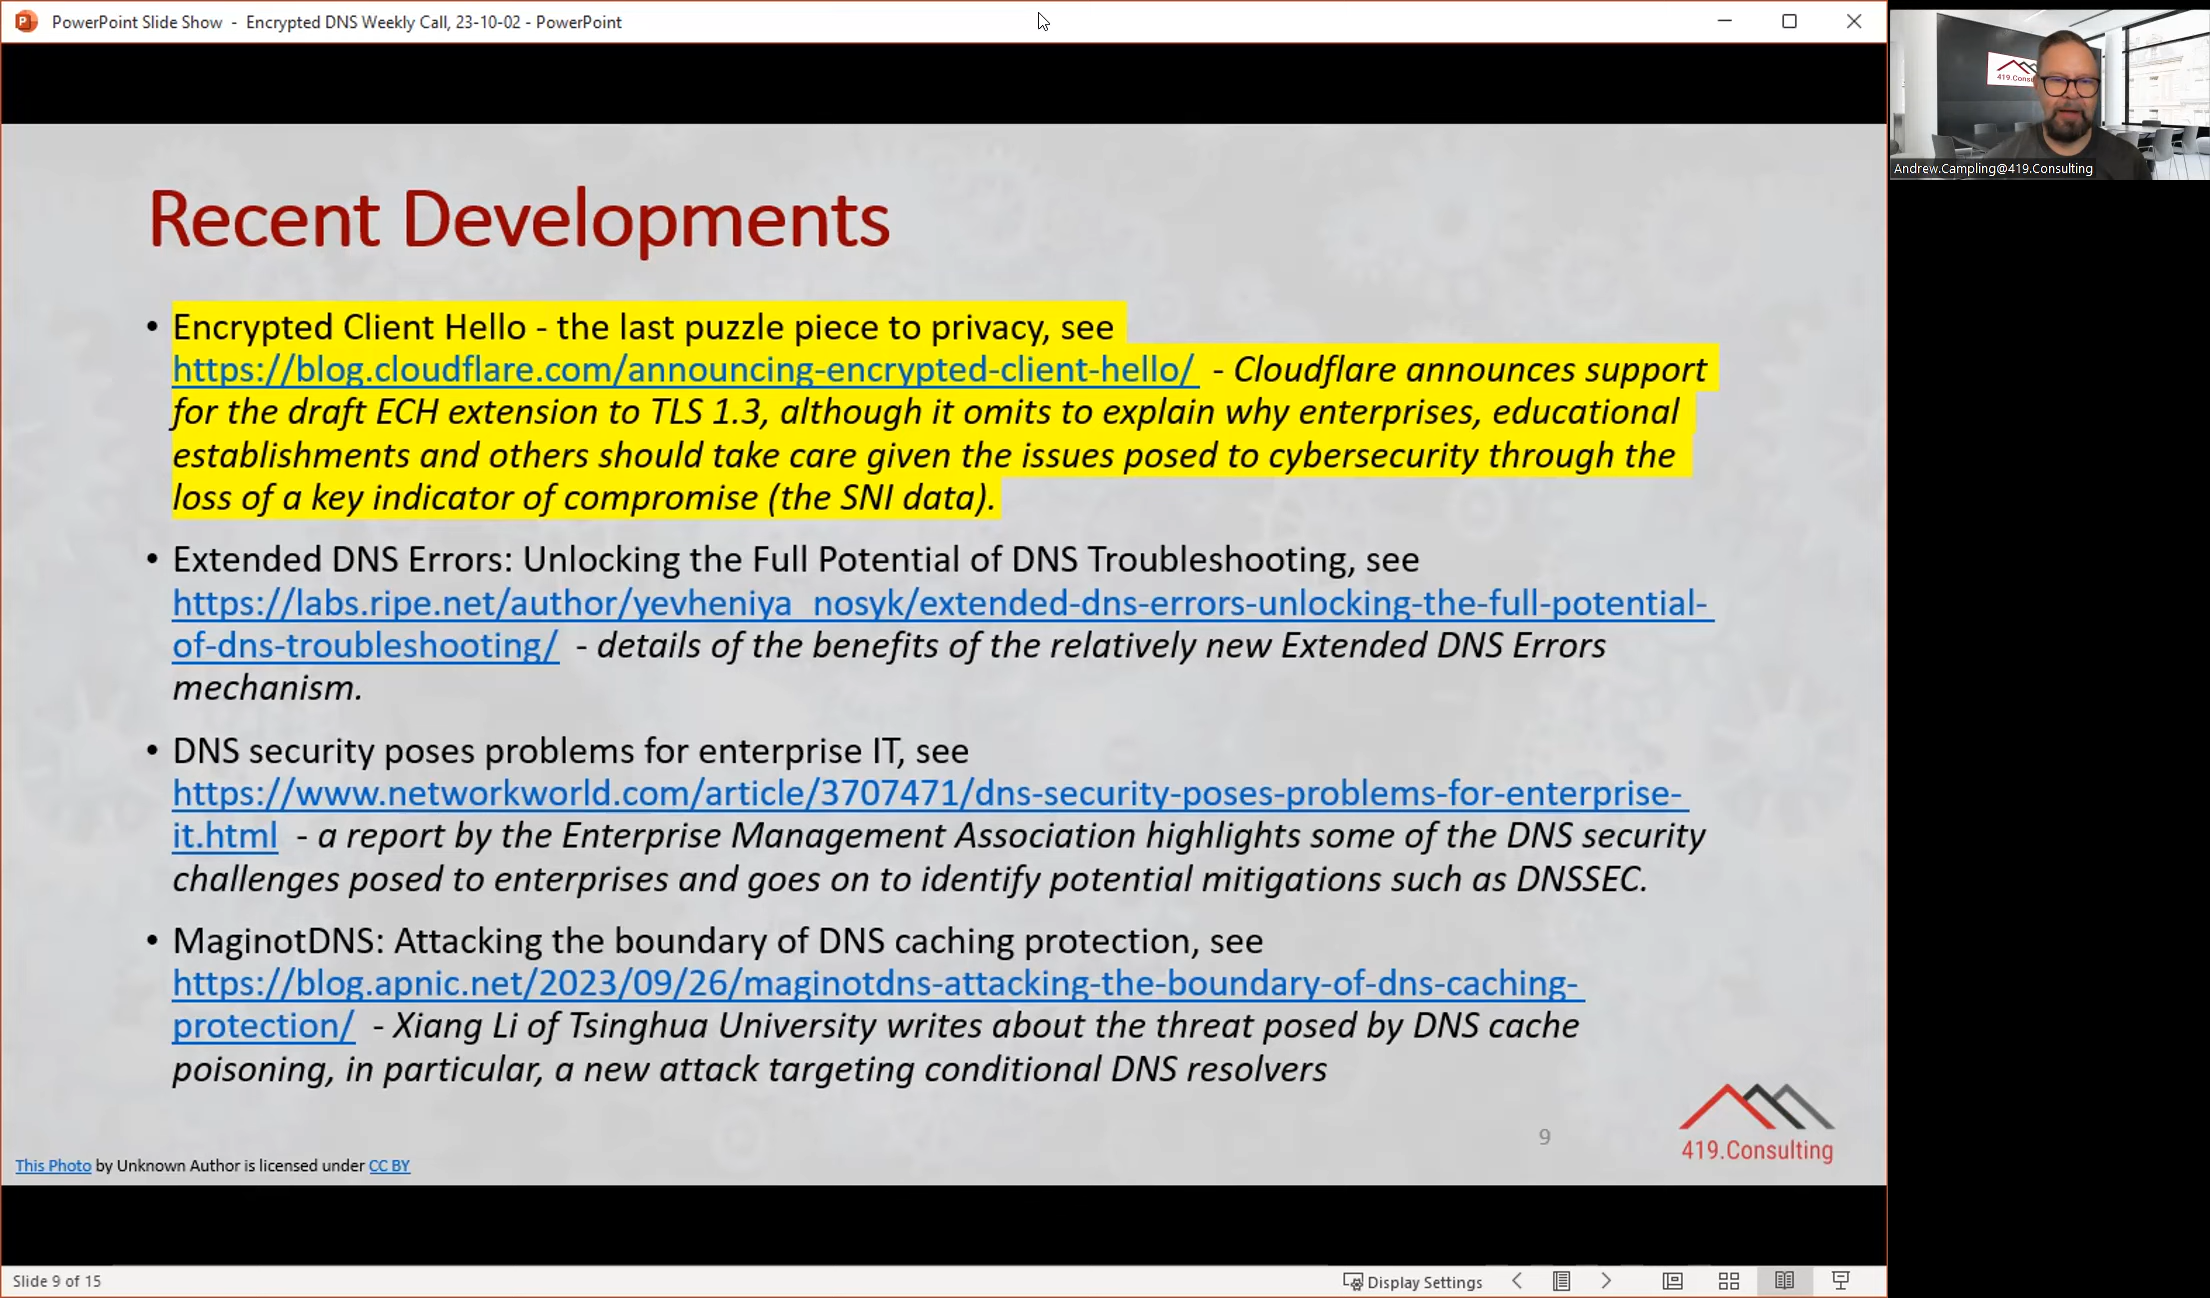 PowerPoint Slide Show - Encrypted DNS Weekly Call, 23-10-02 - PowerPoint
419.Consu
Andrew.Campling@419.Consulting
Recent Developments
• Encrypted Client Hello - the last puzzle piece to privacy, see
https://blog.cloudflare.com/announcing-encrypted-client-hello/ - Cloudflare announces support
for the draft ECH extension to TLS 1.3, although it omits to explain why enterprises, educational
establishments and others should take care given the issues posed to cybersecurity through the
loss of a key indicator of compromise (the SNI data).
• Extended DNS Errors: Unlocking the Full Potential of DNS Troubleshooting, see
https://labs.ripe.net/author/yevheniya_nosyk/extended-dns-errors-unlocking-the-full-potential-
of-dns-troubleshooting/ - details of the benefits of the relatively new Extended DNS Errors
mechanism.
• DNS security poses problems for enterprise IT, see
https://www.networkworld.com/article/3707471/dns-security-poses-problems-for-enterprise-
it.html - a report by the Enterprise Management Association highlights some of the DNS security
challenges posed to enterprises and goes on to identify potential mitigations such as DNSSEC.
• MaginotDNS: Attacking the boundary of DNS caching protection, see
https://blog.apnic.net/2023/09/26/maginotdns-attacking-the-boundary-of-dns-caching-
protection/ - Xiang Li of Tsinghua University writes about the threat posed by DNS cache
poisoning, in particular, a new attack targeting conditional DNS resolvers
9
419.Consulting
This Photo by Unknown Author is licensed under CC BY
Slide 9 of 15
Display Settings